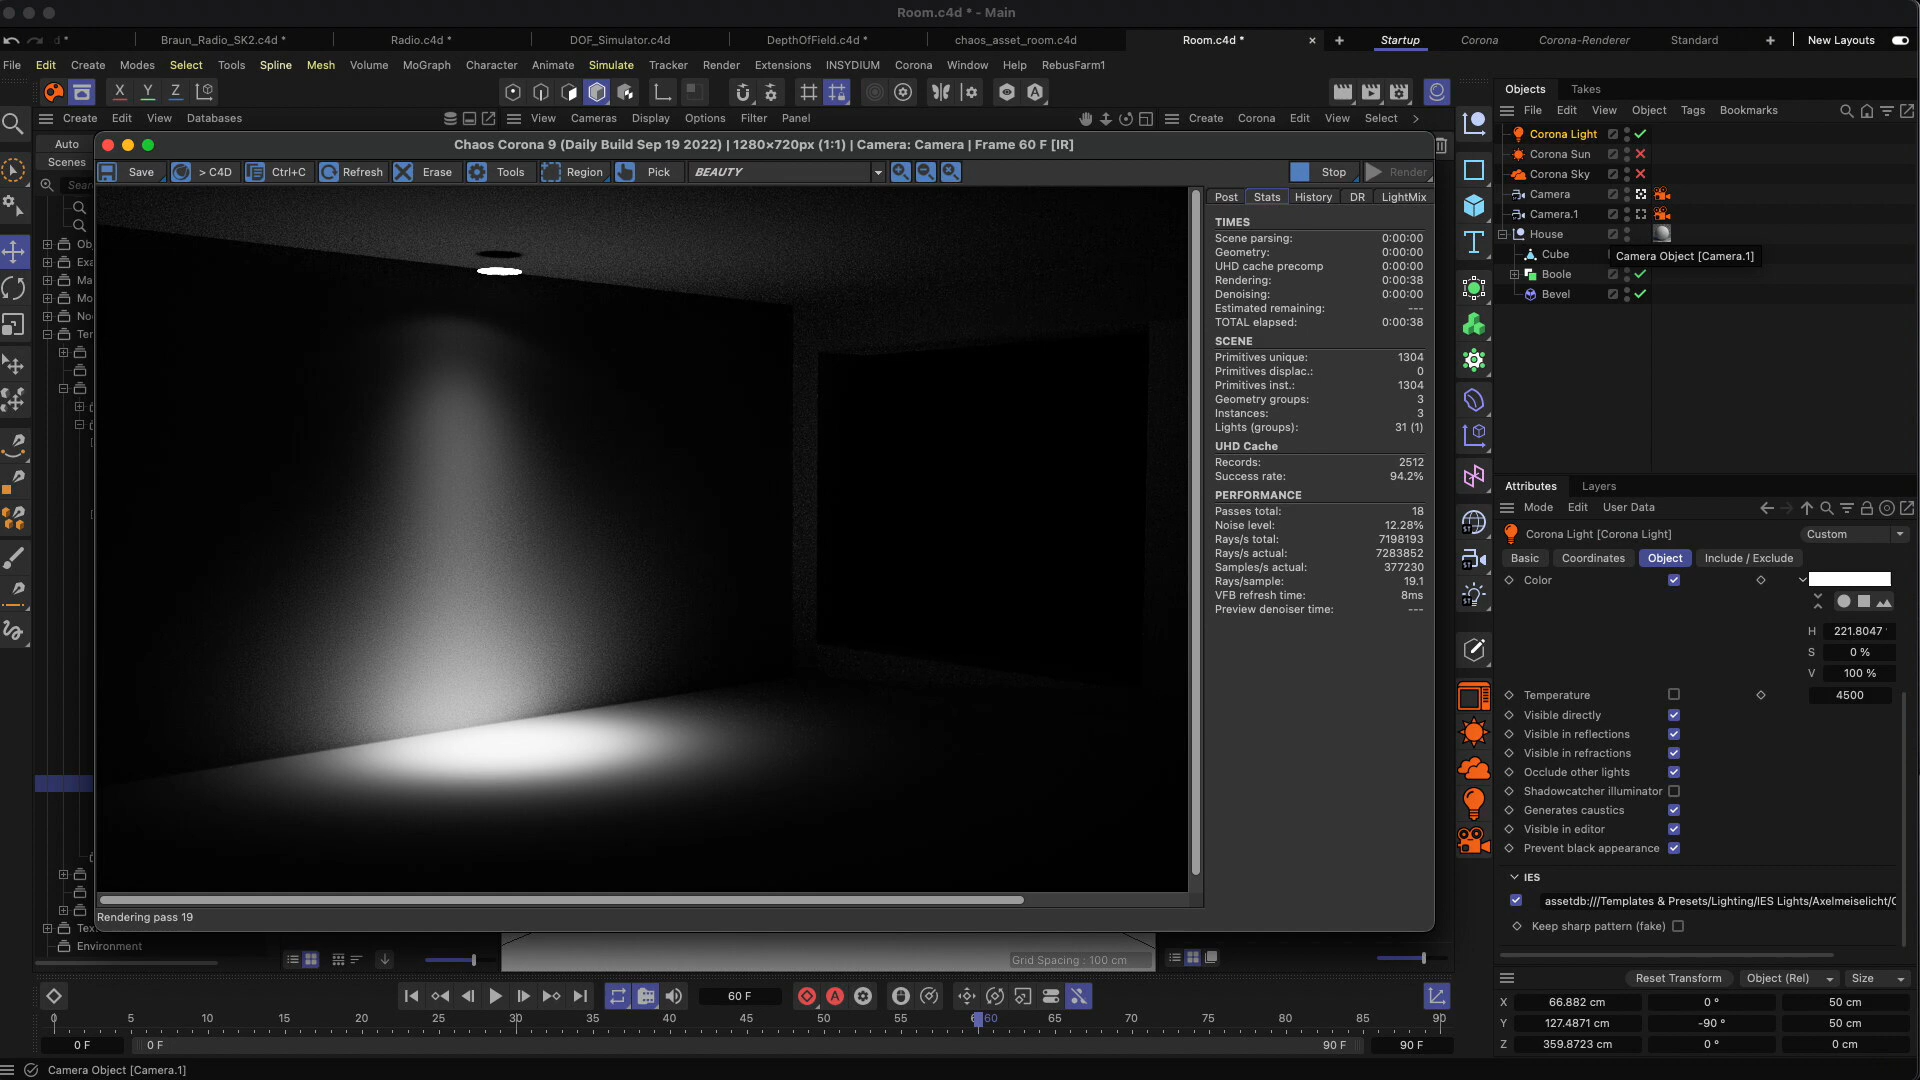 Room.c4d * - Main
d *
Braun_Radio_SK2.c4d *
Radio.c4d *
DOF_Simulator.c4d
DepthOfField.c4d *
chaos_asset_room.c4d
Room.c4d *
Startup
Corona
Corona-Renderer
Standard
New Layouts
File Edit Create Modes Select Tools Spline Mesh Volume MoGraph Character Animate Simulate Tracker Render Extensions INSYDIUM Corona Window Help RebusFarm1
X Y Z
Objects Takes
Create Edit View Databases
View Cameras Display Options Filter Panel
Create Corona Edit View Select
File Edit View Object Tags Bookmarks
Auto
Scenes
Chaos Corona 9 (Daily Build Sep 19 2022) | 1280×720px (1:1) | Camera: Camera | Frame 60 F [IR]
Save > C4D Ctrl+C Refresh Erase Tools Region Pick BEAUTY Stop Render
Post Stats History DR LightMix
TIMES
Scene parsing: 0:00:00
Geometry: 0:00:00
UHD cache precomp 0:00:00
Rendering: 0:00:38
Denoising: 0:00:00
Estimated remaining: ---
TOTAL elapsed: 0:00:38
SCENE
Primitives unique: 1304
Primitives displac.: 0
Primitives inst.: 1304
Geometry groups: 3
Instances: 3
Lights (groups): 31 (1)
UHD Cache
Records: 2512
Success rate: 94.2%
PERFORMANCE
Passes total: 18
Noise level: 12.28%
Rays/s total: 7198193
Rays/s actual: 7283852
Samples/s actual: 377230
Rays/sample: 19.1
VFB refresh time: 8ms
Preview denoiser time: ---
Rendering pass 19
Corona Light
Corona Sun
Corona Sky
Camera
Camera.1
House
Cube
Camera Object [Camera.1]
Boole
Bevel
Attributes Layers
Mode Edit User Data
Corona Light [Corona Light] Custom
Basic Coordinates Object Include / Exclude
Color
H 221.8047 °
S 0 %
V 100 %
Temperature 4500
Visible directly
Visible in reflections
Visible in refractions
Occlude other lights
Shadowcatcher illuminator
Generates caustics
Visible in editor
Prevent black appearance
IES
assetdb:///Templates & Presets/Lighting/IES Lights/Axelmeiselicht/
Keep sharp pattern (fake)
Reset Transform Object (Rel) Size
X 66.882 cm 0 ° 50 cm
Y 127.4871 cm -90 ° 50 cm
Z 359.8723 cm 0 ° 0 cm
Environment
Grid Spacing : 100 cm
60 F
0 5 10 15 20 25 30 35 40 45 50 55 60 65 70 75 80 85 90
0 F 0 F 90 F 90 F
Camera Object [Camera.1]